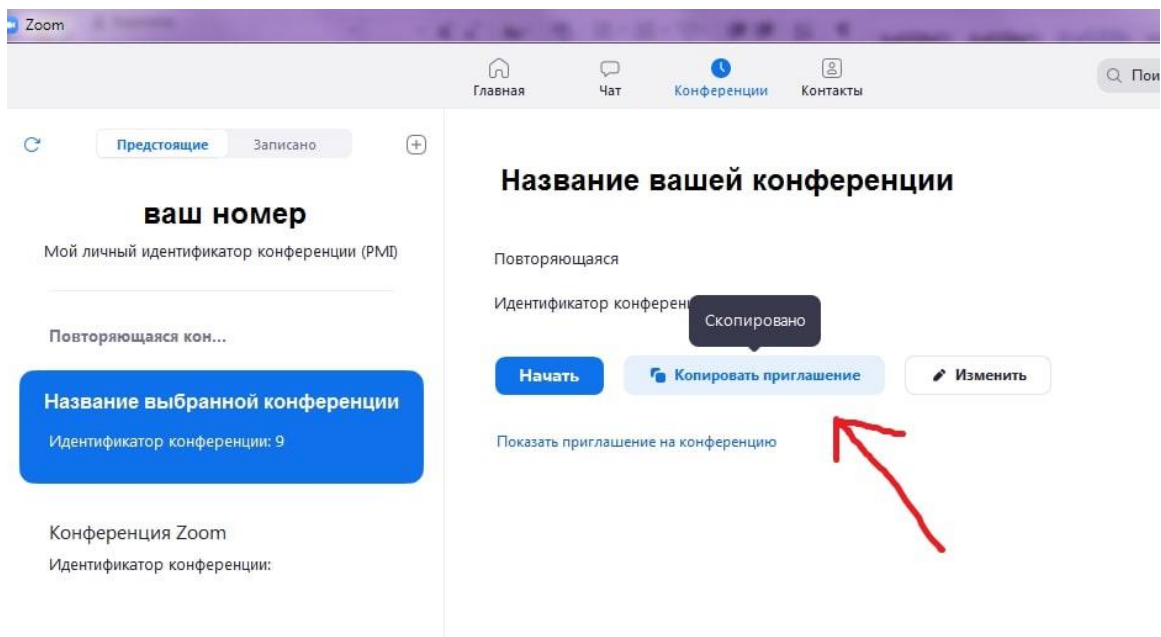 Zoom
Главная
Чат
Конференции
Контакты
Пои
Предстоящие
Записано
ваш номер
Мой личный идентификатор конференции (PMI)
Повторяющаяся кон...
Название выбранной конференции
Идентификатор конференции: 9
Конференция Zoom
Идентификатор конференции:
Название вашей конференции
Повторяющаяся
Идентификатор конферен
Скопировано
Начать
Копировать приглашение
Изменить
Показать приглашение на конференцию